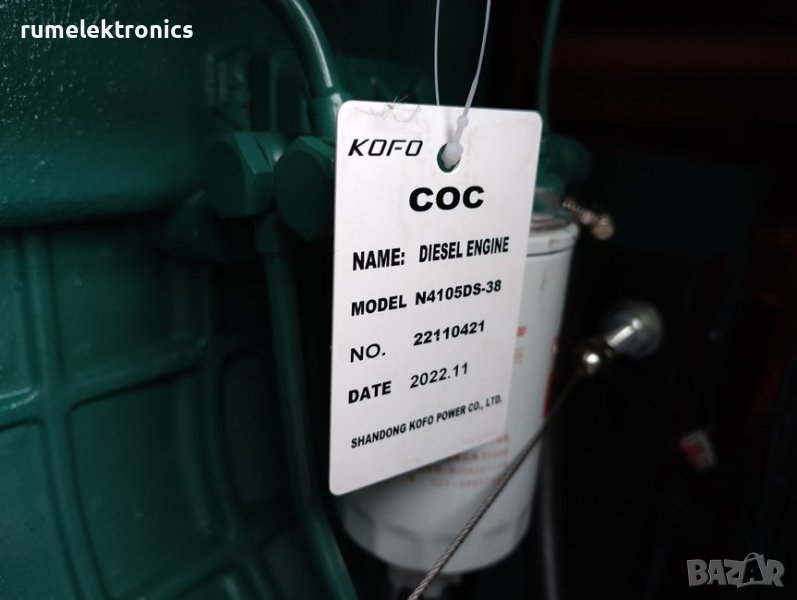 rumelektronics
KOFO
COC
NAME: DIESEL ENGINE
MODEL N4105DS-38
NO. 22110421
DATE 2022.11
SHANDONG KOFO POWER CO., LTD.
BAZAR